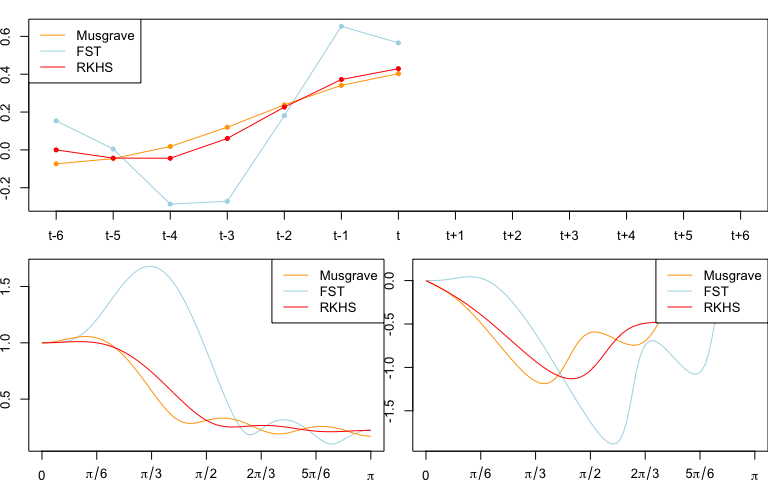 Musgrave
FST
RKHS
0.6
0.4
0.2
0.0
-0.2
t-6 t-5 t-4 t-3 t-2 t-1 t t+1 t+2 t+3 t+4 t+5 t+6
Musgrave
FST
RKHS
1.5
1.0
0.5
0 π/6 π/3 π/2 2π/3 5π/6 π
Musgrave
FST
RKHS
0.0
-0.5
-1.0
-1.5
0 π/6 π/3 π/2 2π/3 5π/6 π